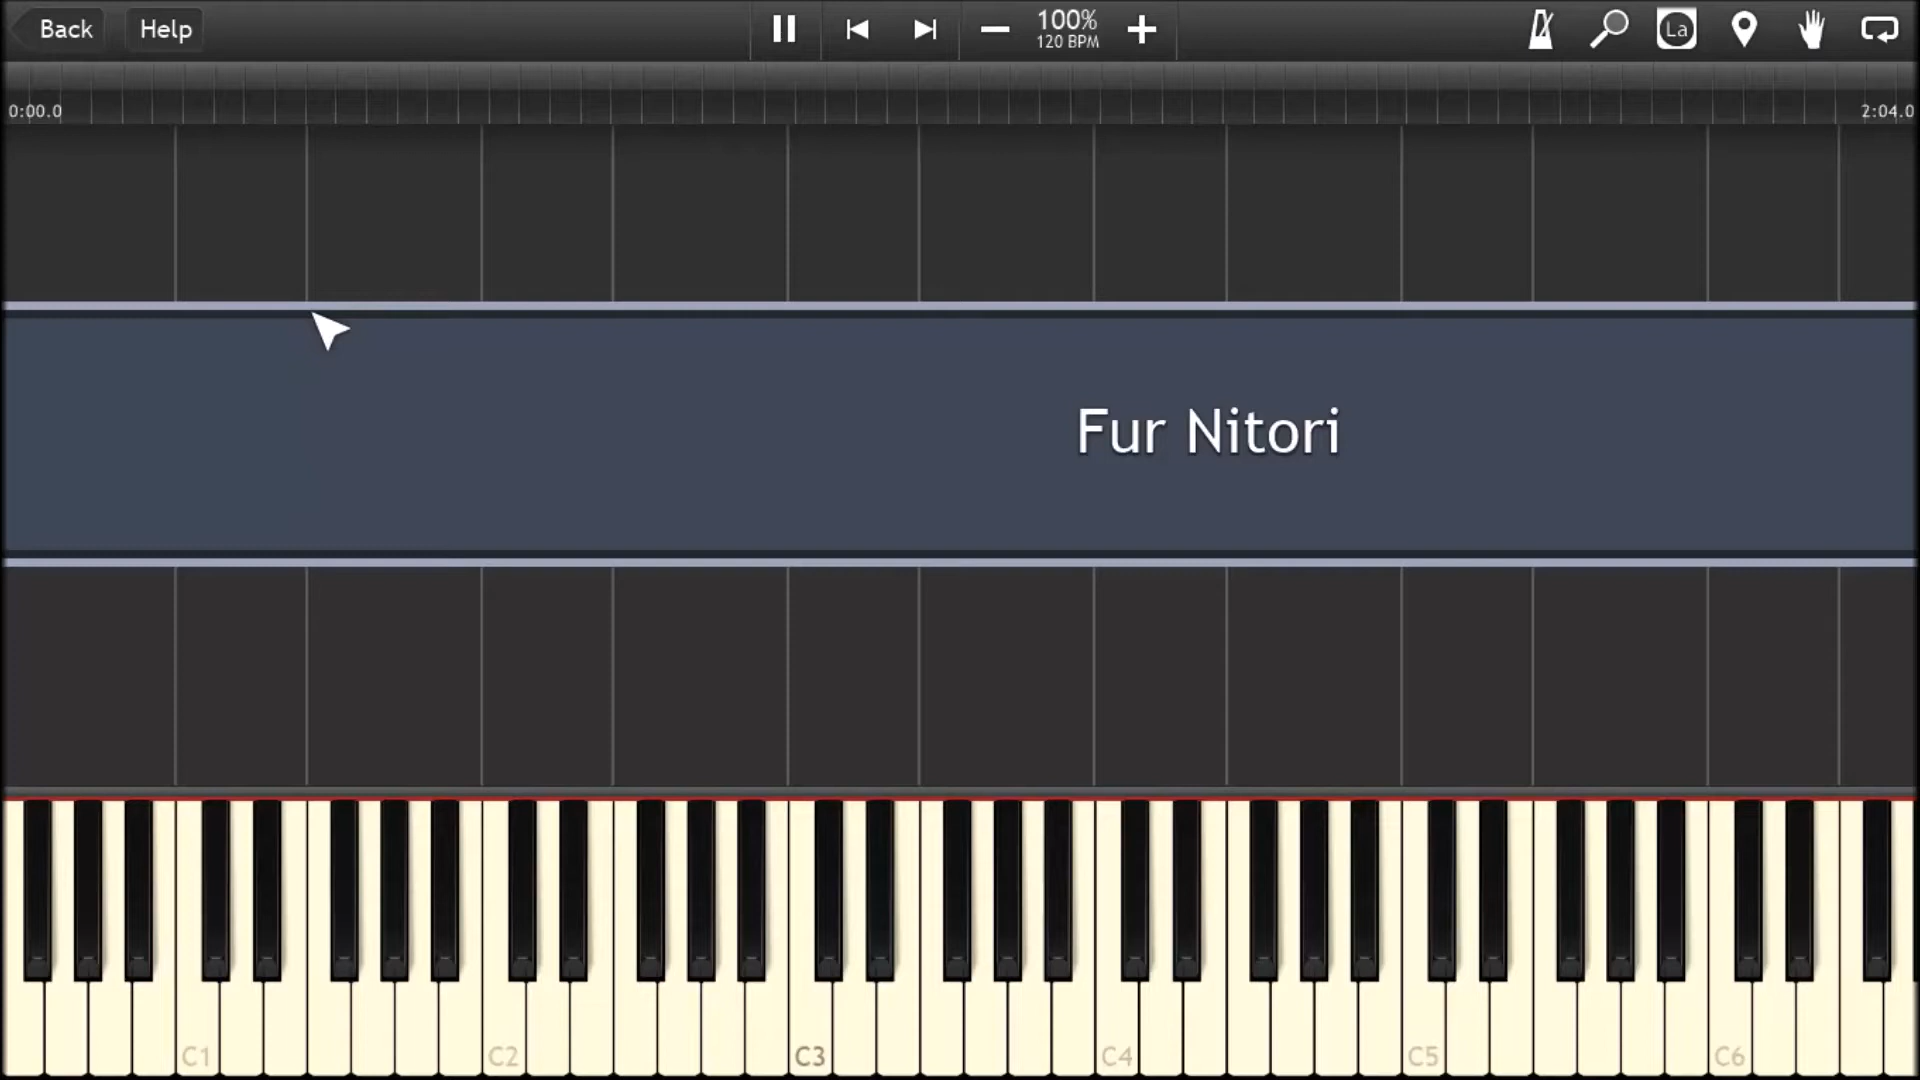 Back
Help
100%
120 BPM
La
0:00.0
2:04.0
Fur Nitori
C1
C2
C3
C4
C5
C6